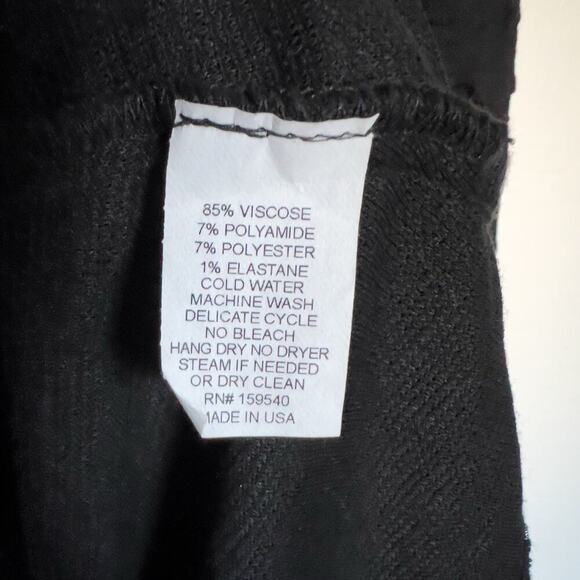 85% VISCOSE
7% POLYAMIDE
7% POLYESTER
1% ELASTANE
COLD WATER
MACHINE WASH
DELICATE CYCLE
NO BLEACH
HANG DRY NO DRYER
STEAM IF NEEDED
OR DRY CLEAN
RN# 159540
MADE IN USA